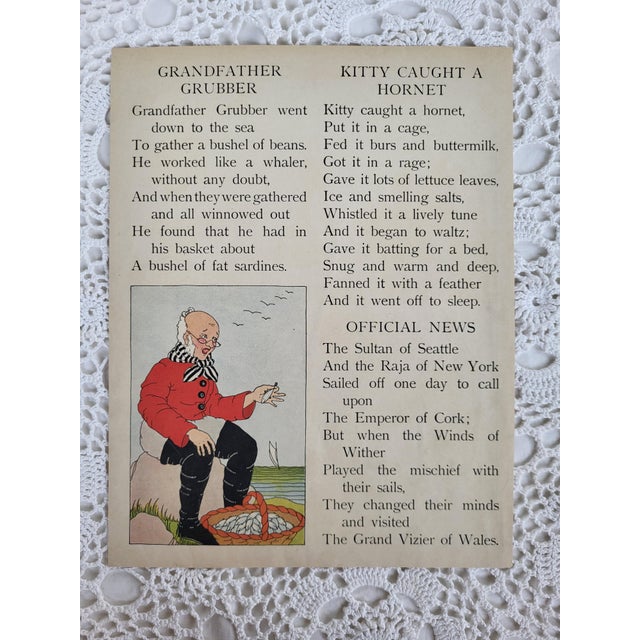 GRANDFATHER
GRUBBER
Grandfather Grubber went
down to the sea
To gather a bushel of beans.
He worked like a whaler,
without any doubt,
And when they were gathered
and all winnowed out
He found that he had in
his basket about
A bushel of fat sardines.
KITTY CAUGHT A
HORNET
Kitty caught a hornet,
Put it in a cage,
Fed it burs and buttermilk,
Got it in a rage;
Gave it lots of lettuce leaves,
Ice and smelling salts,
Whistled it a lively tune
And it began to waltz;
Gave it batting for a bed,
Snug and warm and deep,
Fanned it with a feather
And it went off to sleep.
OFFICIAL NEWS
The Sultan of Seattle
And the Raja of New York
Sailed off one day to call
upon
The Emperor of Cork;
But when the Winds of
Wither
Played the mischief with
their sails,
They changed their minds
and visited
The Grand Vizier of Wales.